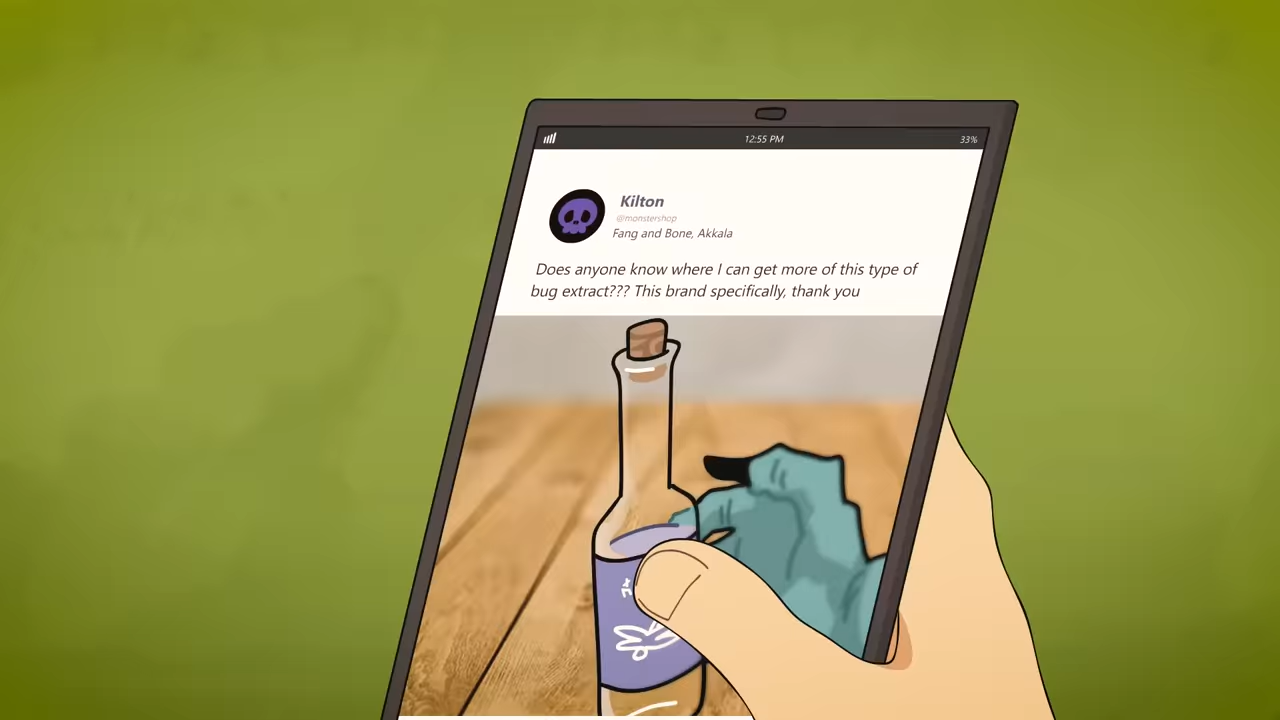 12:55 PM
33%
Kilton
@monstershop
Fang and Bone, Akkala
Does anyone know where I can get more of this type of
bug extract??? This brand specifically, thank you